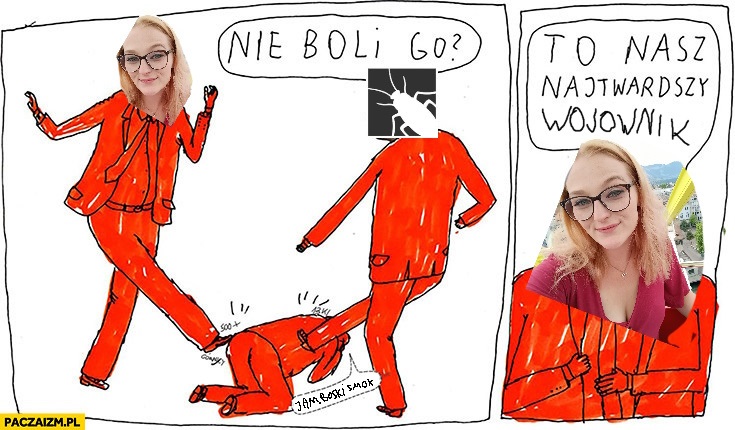 NIE BOLI GO?
TO NASZ
NAJTWARDSZY
WOJOWNIK
500+
JAMBOSKI SMOK
PACZAIZM.PL